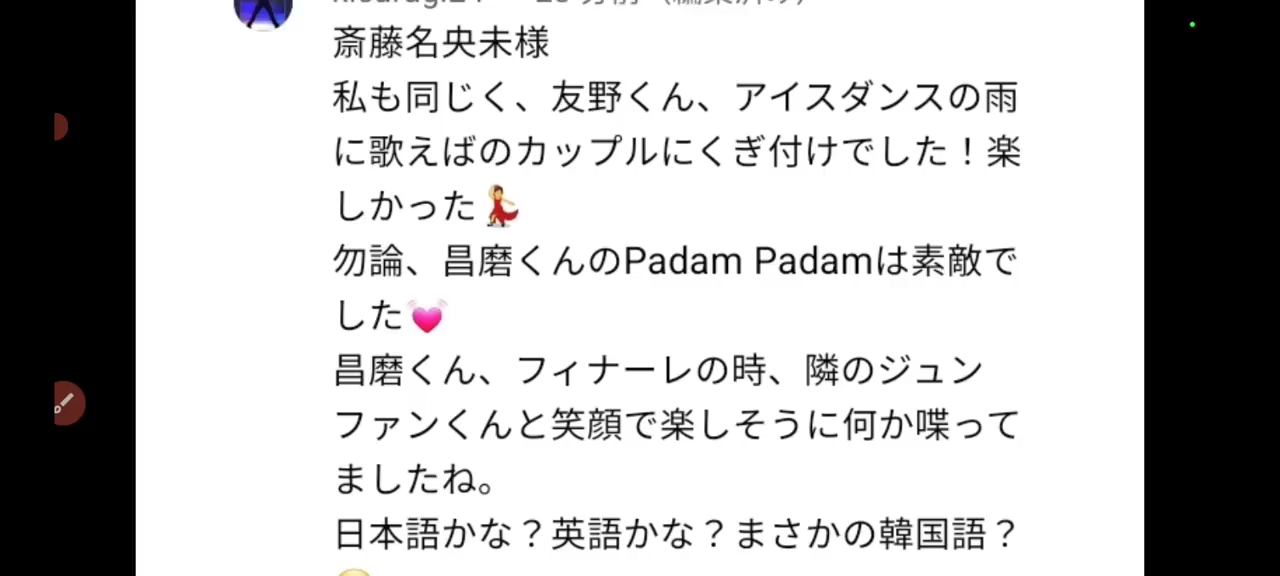 斎藤名央未様
私も同じく、友野くん、アイスダンスの雨
に歌えばのカップルにくぎ付けでした！楽
しかった💃
勿論、昌磨くんのPadam Padamは素敵で
した💓
昌磨くん、フィナーレの時、隣のジュン
ファンくんと笑顔で楽しそうに何か喋って
ましたね。
日本語かな？英語かな？まさかの韓国語？